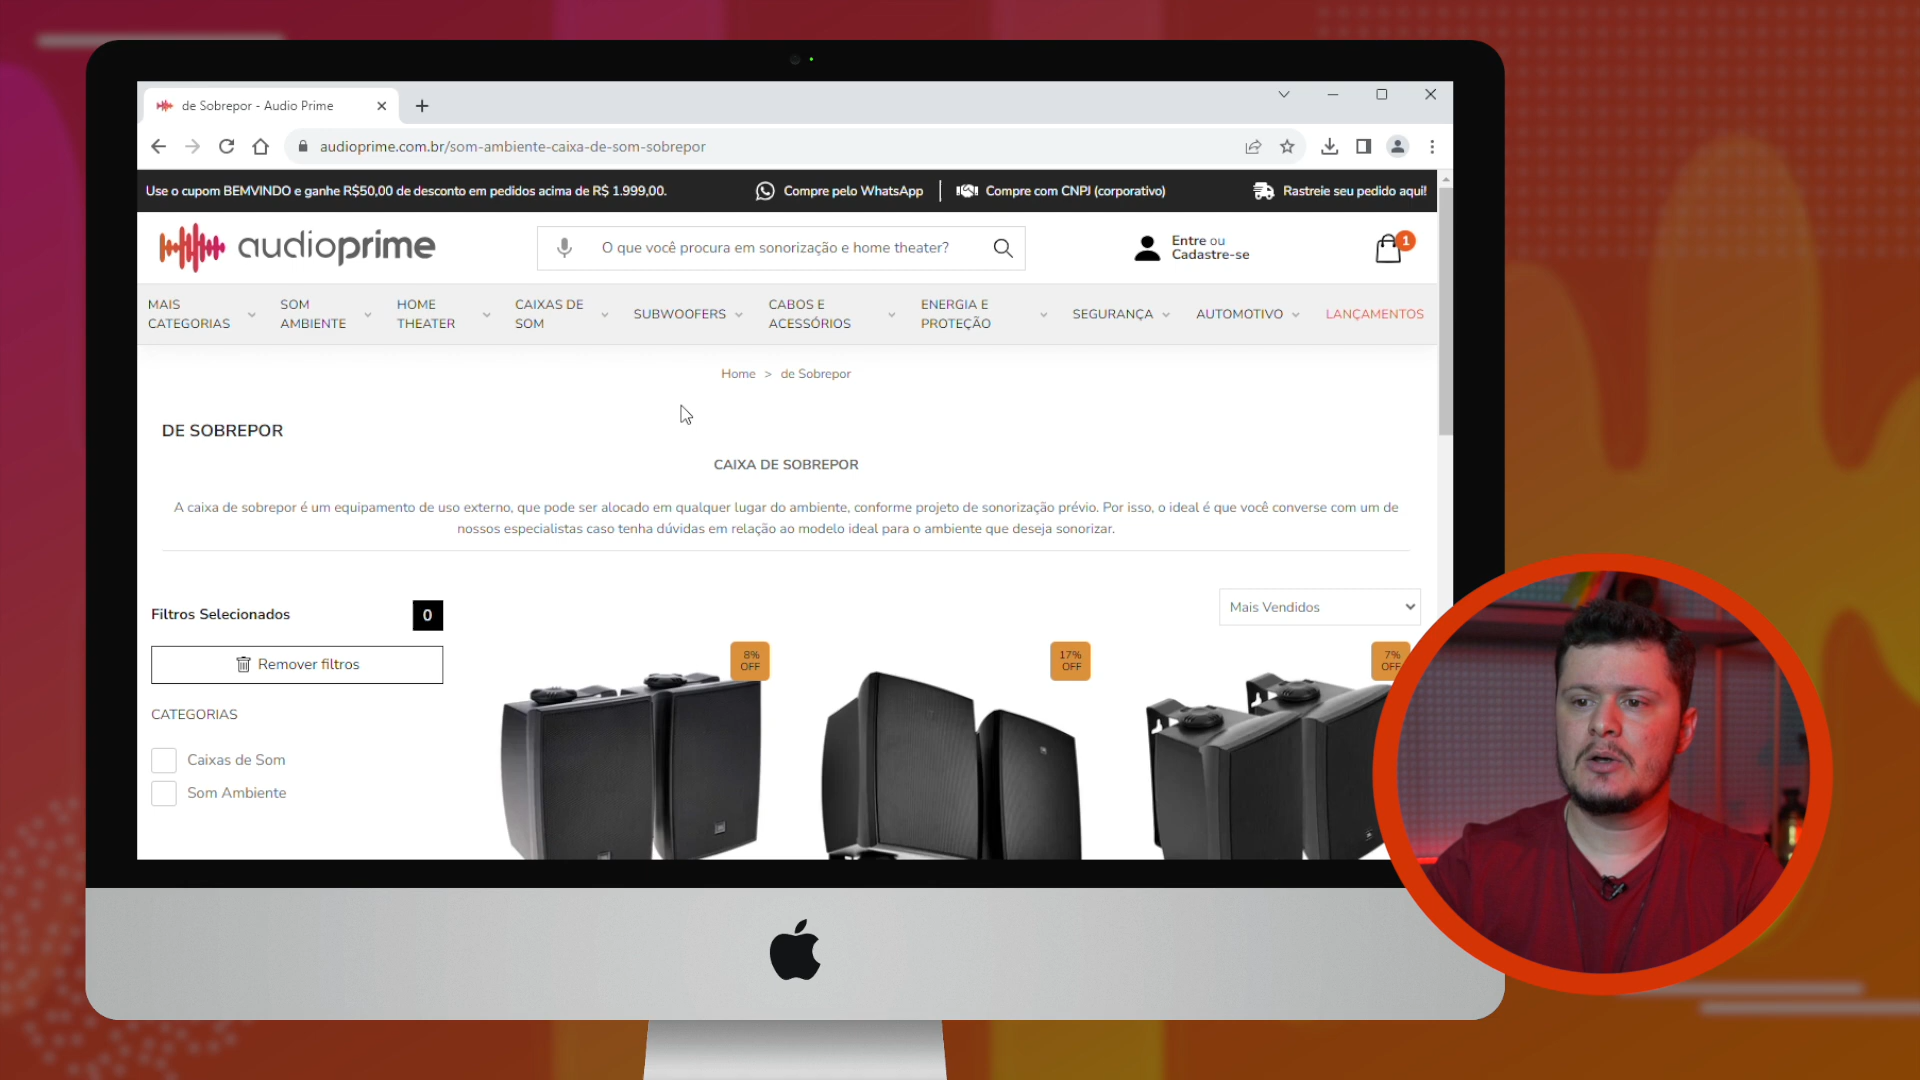 de Sobrepor - Audio Prime
audioprime.com.br/som-ambiente-caixa-de-som-sobrepor
Use o cupom BEMVINDO e ganhe R$50,00 de desconto em pedidos acima de R$ 1.999,00.
Compre pelo WhatsApp
Compre com CNPJ (corporativo)
Rastreie seu pedido aqui!
audioprime
O que você procura em sonorização e home theater?
Entre ou
Cadastre-se
1
MAIS CATEGORIAS
SOM AMBIENTE
HOME THEATER
CAIXAS DE SOM
SUBWOOFERS
CABOS E ACESSÓRIOS
ENERGIA E PROTEÇÃO
SEGURANÇA
AUTOMOTIVO
LANÇAMENTOS
Home > de Sobrepor
DE SOBREPOR
CAIXA DE SOBREPOR
A caixa de sobrepor é um equipamento de uso externo, que pode ser alocado em qualquer lugar do ambiente, conforme projeto de sonorização prévio. Por isso, o ideal é que você converse com um de
nossos especialistas caso tenha dúvidas em relação ao modelo ideal para o ambiente que deseja sonorizar.
Filtros Selecionados
0
Mais Vendidos
Remover filtros
8%
OFF
17%
OFF
7%
OFF
CATEGORIAS
Caixas de Som
Som Ambiente